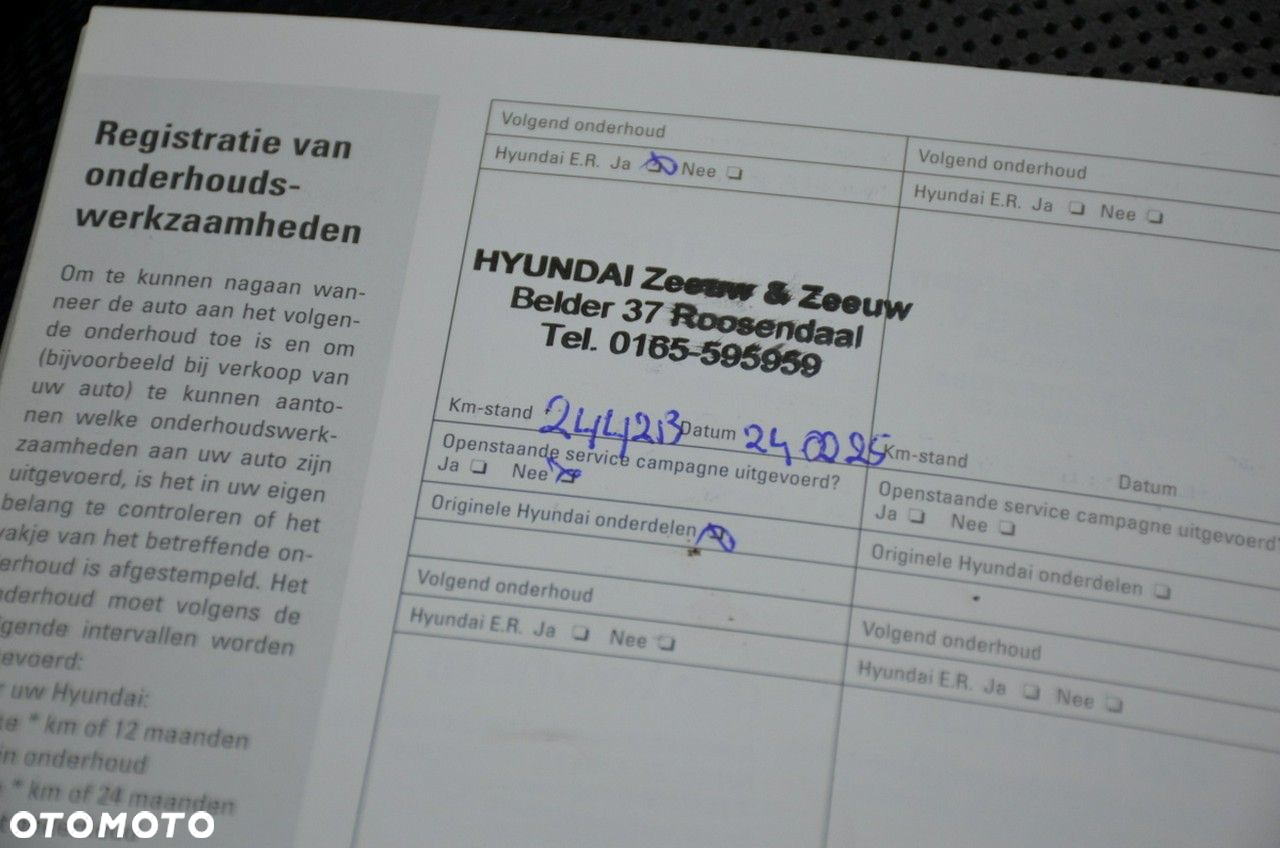 Registratie van
onderhouds-
werkzaamheden
Om te kunnen nagaan wan-
neer de auto aan het volgen-
de onderhoud toe is en om
(bijvoorbeeld bij verkoop van
uw auto) te kunnen aanto-
nen welke onderhoudswerk-
zaamheden aan uw auto zijn
uitgevoerd, is het in uw eigen
belang te controleren of het
vakje van het betreffende on-
erhoud is afgestempeld. Het
nderhoud moet volgens de
gende intervallen worden
evoerd:
uw Hyundai:
* km of 12 maanden
n onderhoud
* km of 24 maanden
Volgend onderhoud
Hyundai E.R. Ja Nee
HYUNDAI Zeeuw & Zeeuw
Belder 37 Roosendaal
Tel. 0165-595959
Km-stand Datum 24 02 25
Openstaande service campagne uitgevoerd?
Ja Nee
Originele Hyundai onderdelen
Volgend onderhoud
Hyundai E.R. Ja Nee
Volgend onderhoud
Hyundai E.R. Ja Nee
Km-stand Datum
Openstaande service campagne uitgevoerd?
Ja Nee
Originele Hyundai onderdelen
Volgend onderhoud
Hyundai E.R. Ja Nee
OTOMOTO